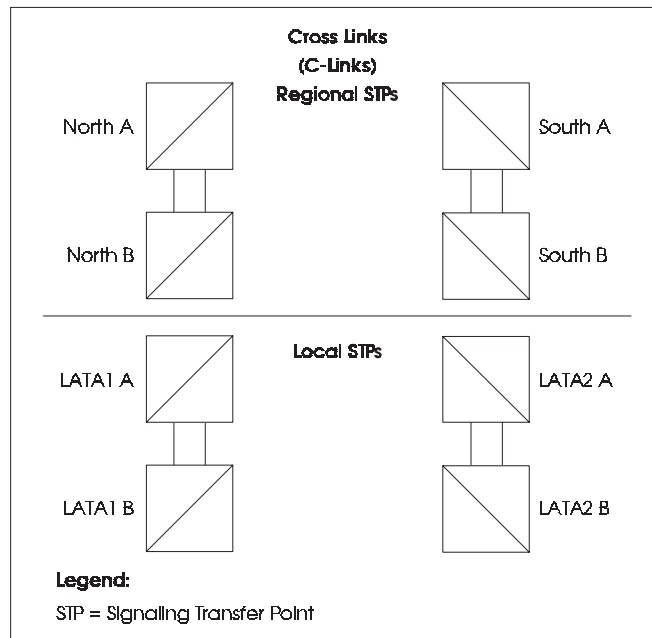 Cross Links
(C-Links)
Regional STPs
North A
South A
North B
South B
Local STPs
LATA1 A
LATA2 A
LATA1 B
LATA2 B
Legend:
STP = Signaling Transfer Point